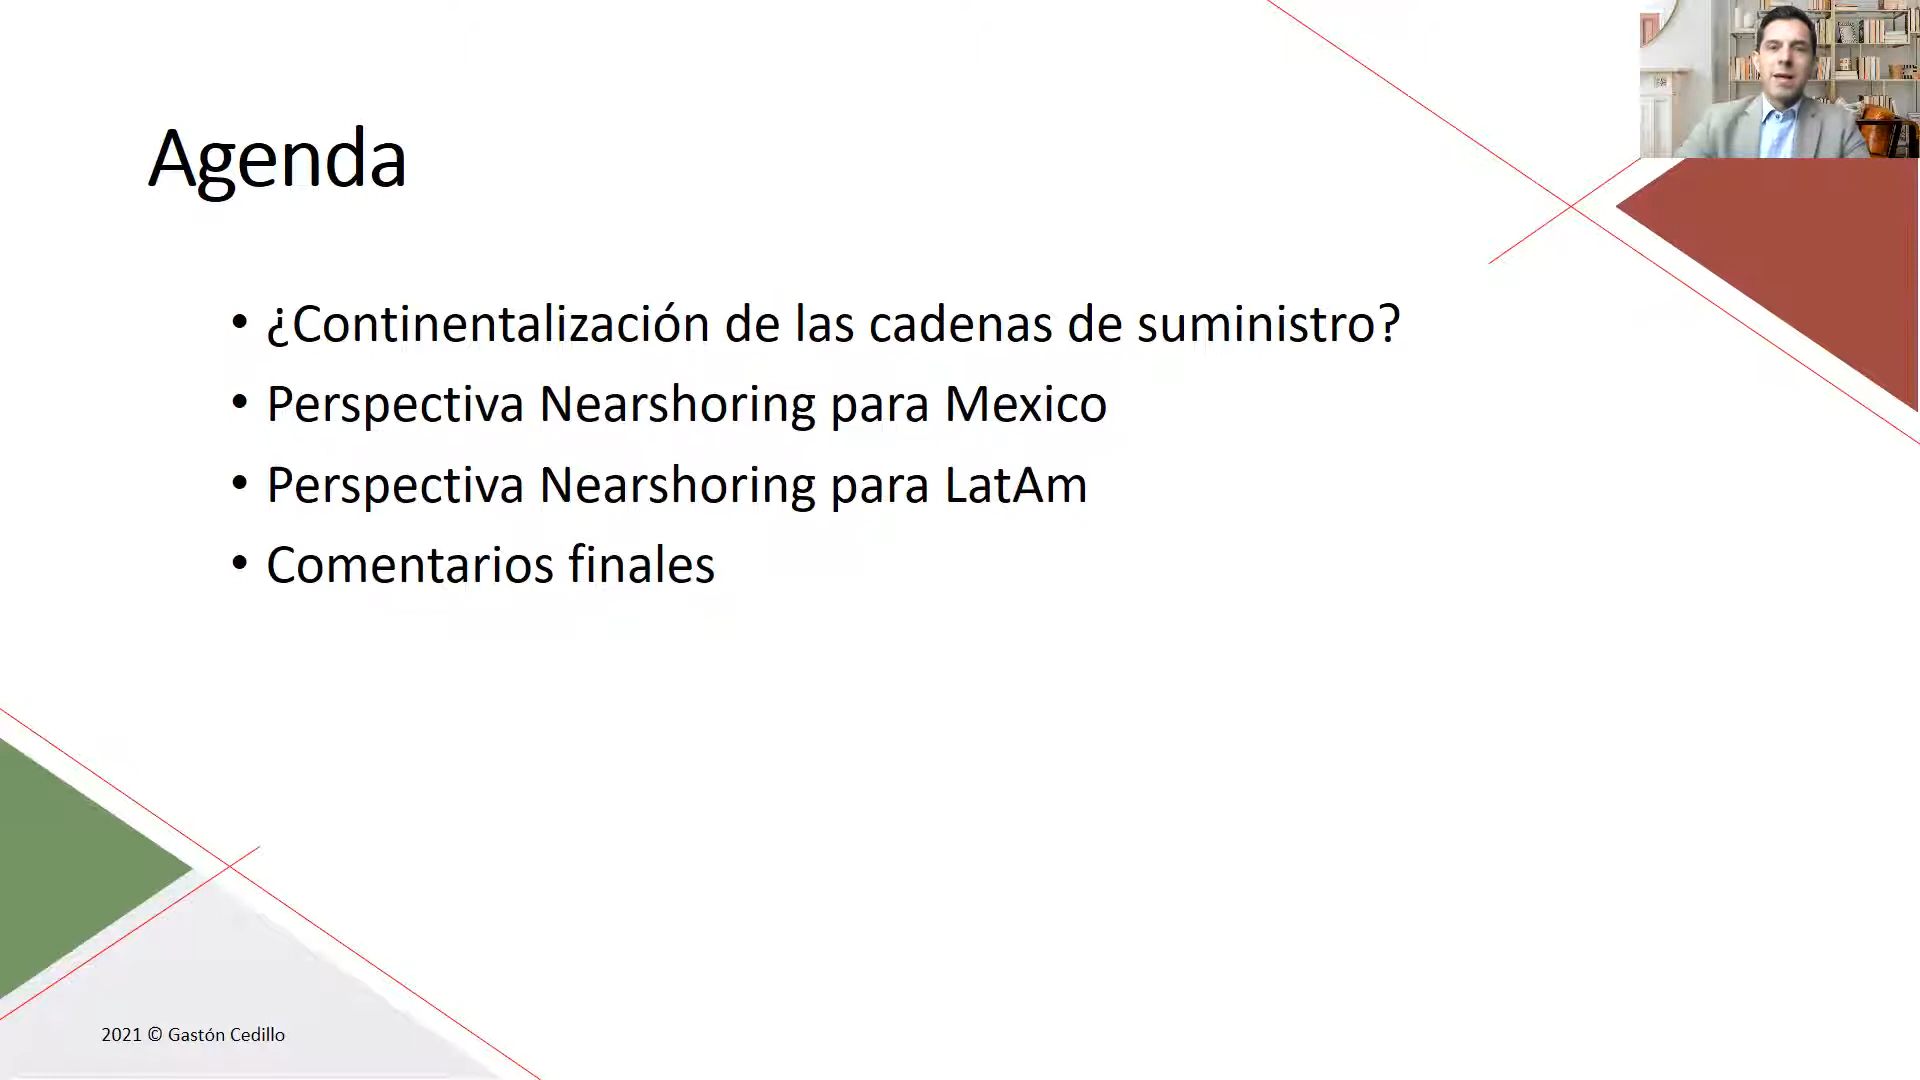 Agenda
• ¿Continentalización de las cadenas de suministro?
• Perspectiva Nearshoring para Mexico
• Perspectiva Nearshoring para LatAm
• Comentarios finales
2021 © Gastón Cedillo